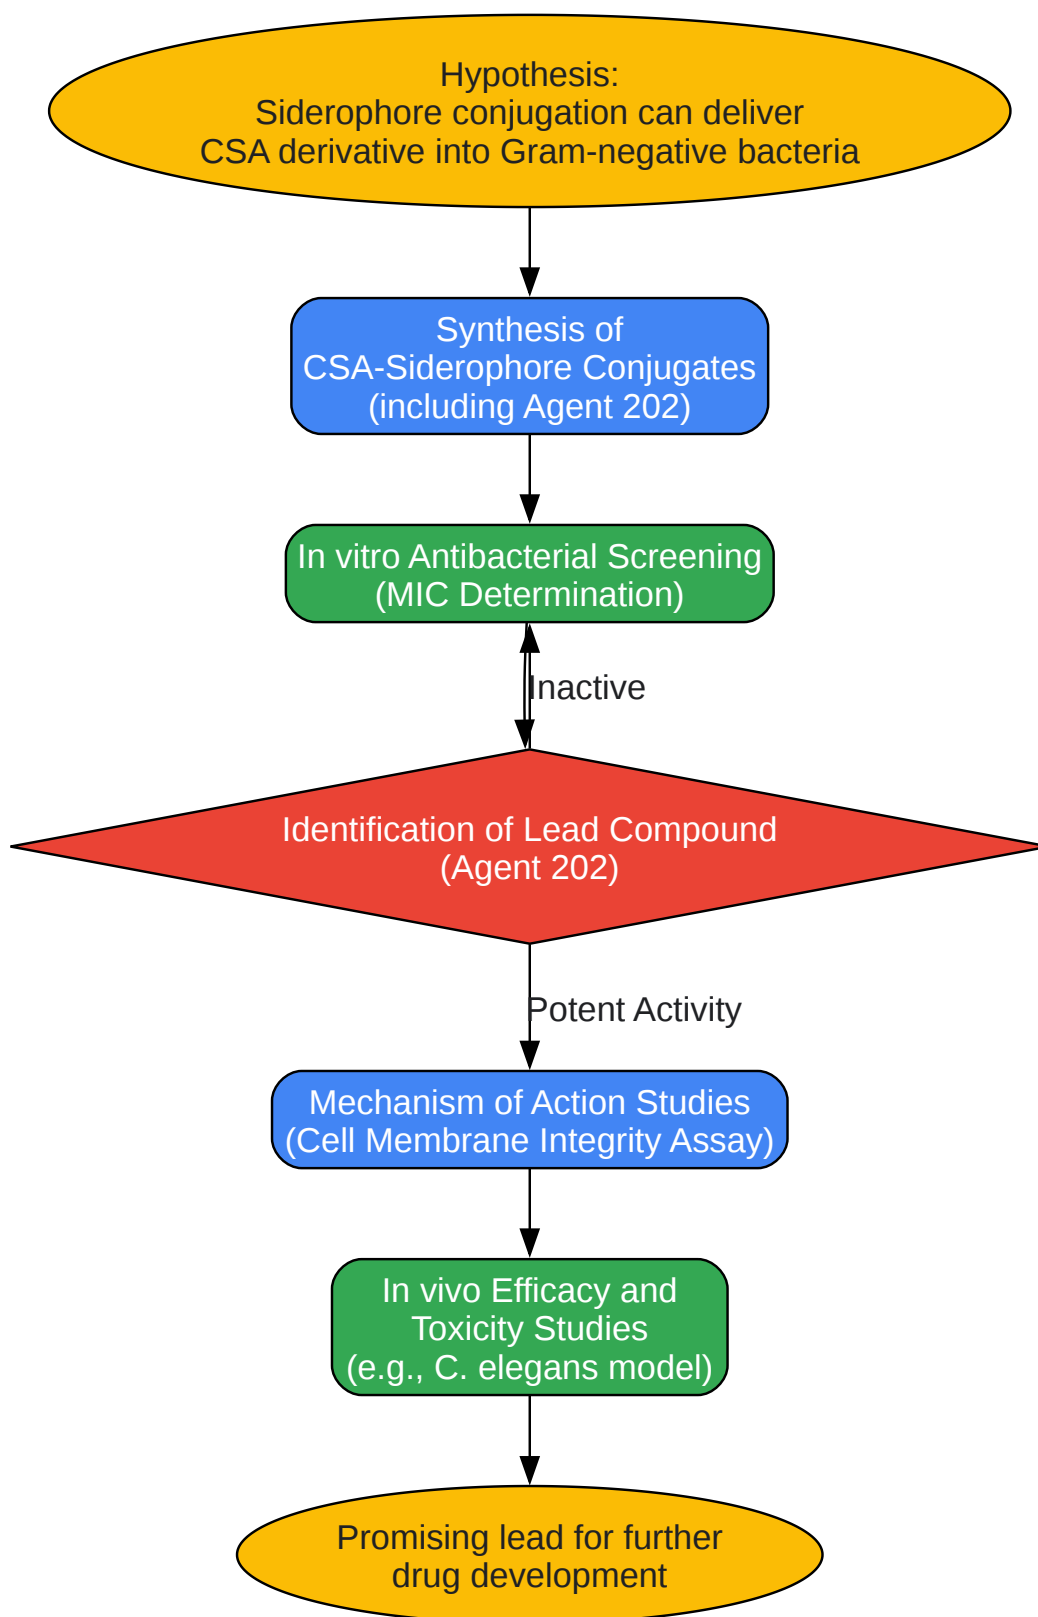 Hypothesis:
Siderophore conjugation can deliver
CSA derivative into Gram-negative bacteria
Synthesis of
CSA-Siderophore Conjugates
(including Agent 202)
In vitro Antibacterial Screening
(MIC Determination)
Inactive
Identification of Lead Compound
(Agent 202)
Potent Activity
Mechanism of Action Studies
(Cell Membrane Integrity Assay)
In vivo Efficacy and
Toxicity Studies
(e.g., C. elegans model)
Promising lead for further
drug development